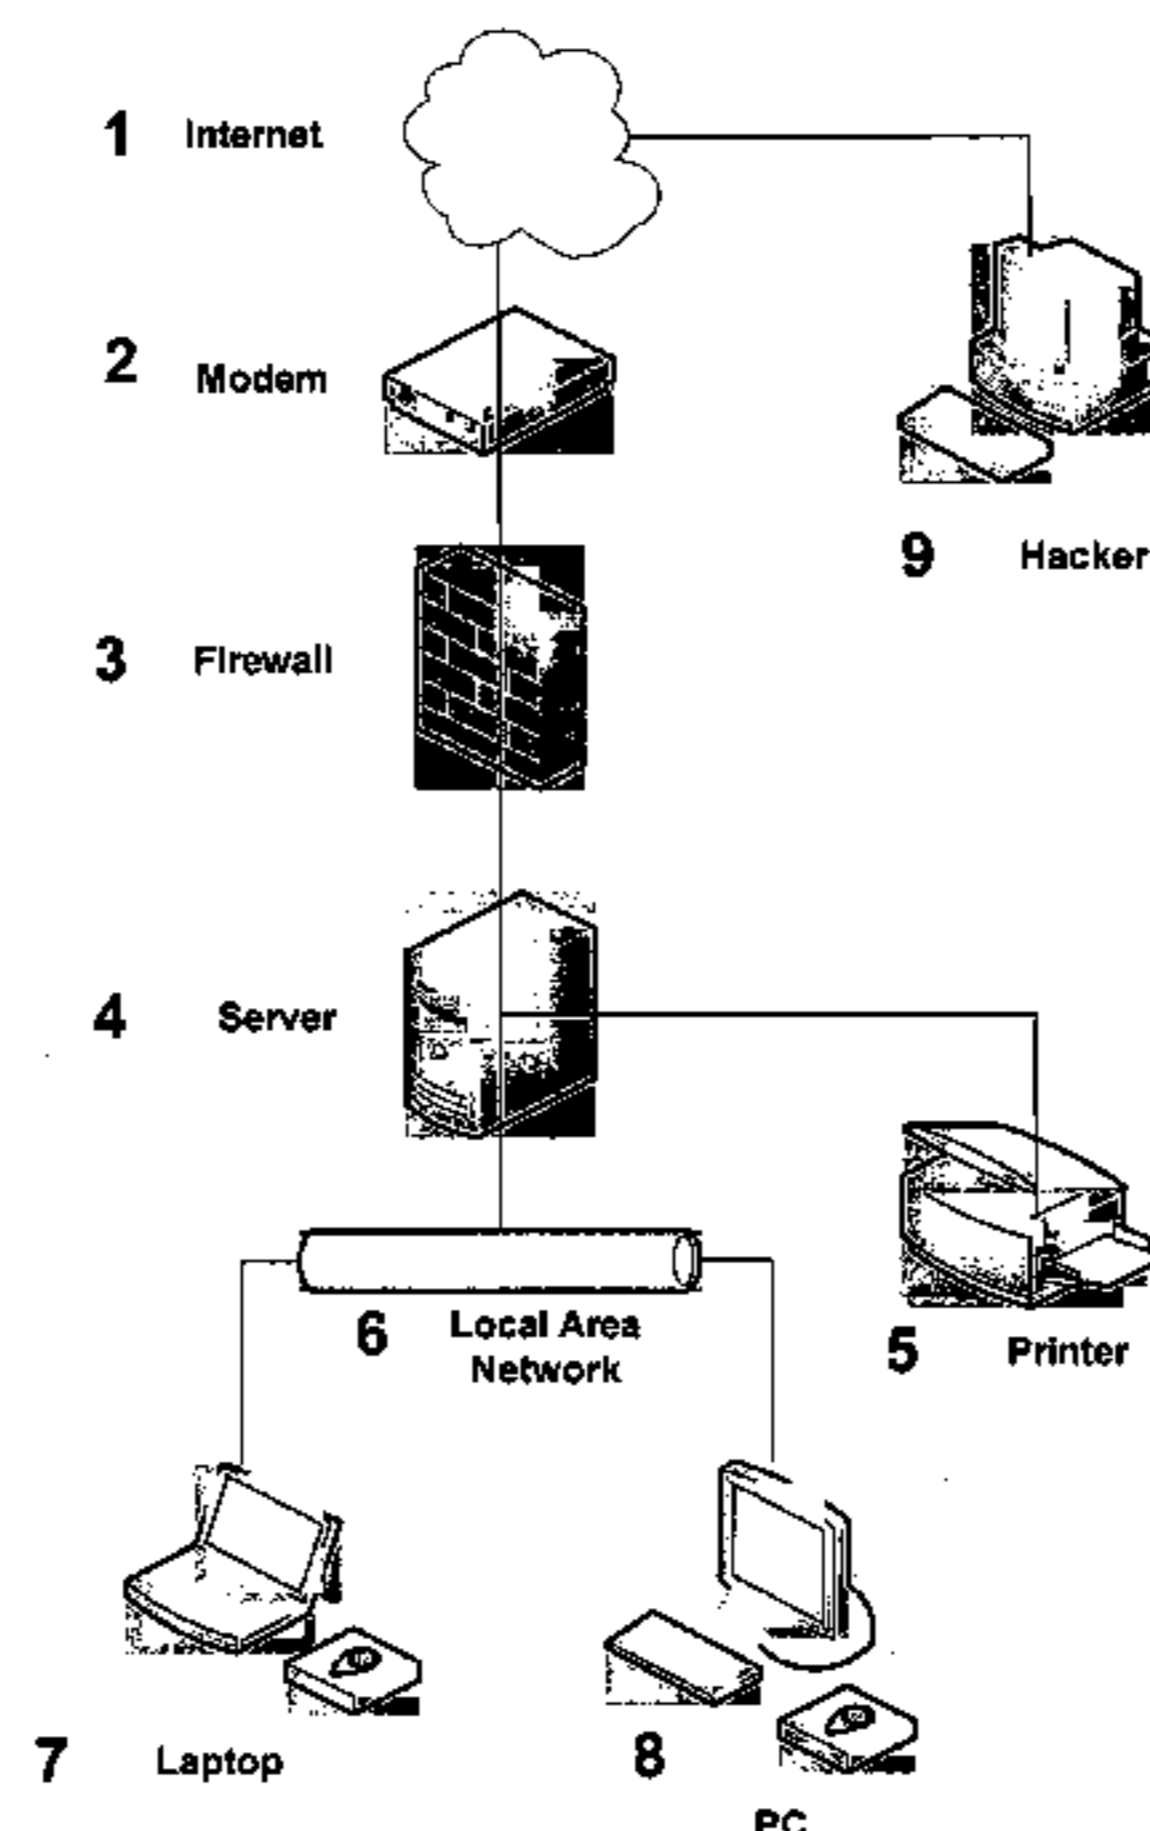 1 Internet
2 Modem
9 Hacker
3 Firewall
4 Server
5 Printer
6 Local Area
Network
7 Laptop
8
PC